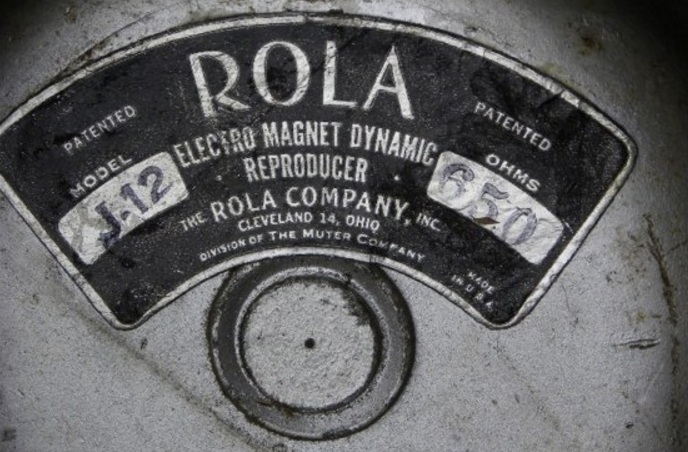 ROLA
PATENTED
PATENTED
ELECTRO MAGNET DYNAMIC
REPRODUCER
MODEL
J-12
OHMS
650
THE ROLA COMPANY, INC.
CLEVELAND 14, OHIO
DIVISION OF THE MUTER COMPANY
MADE
IN U.S.A.